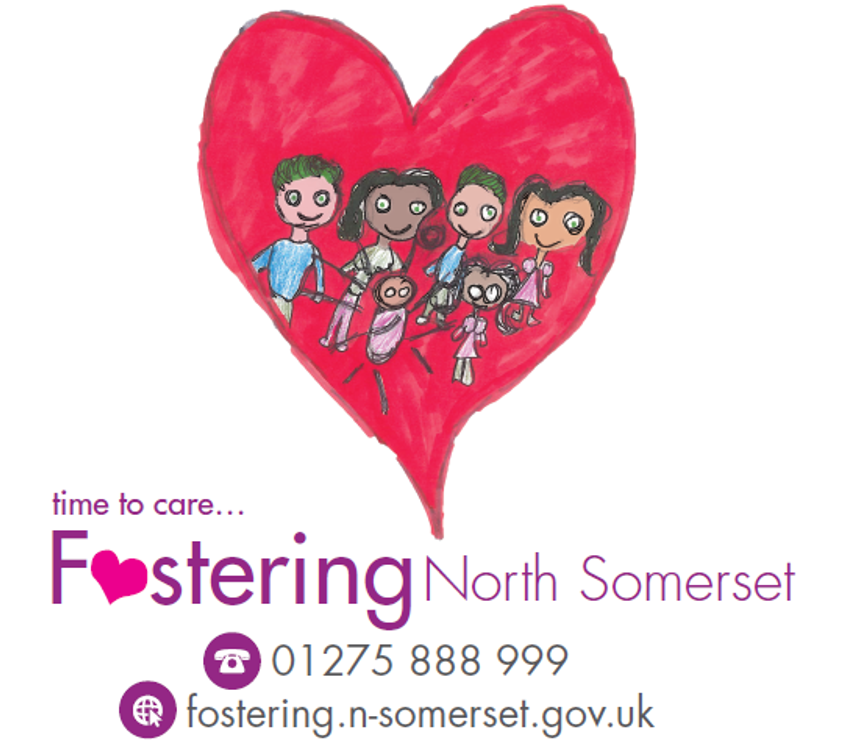 time to care...
Fostering North Somerset
01275 888 999
fostering.n-somerset.gov.uk